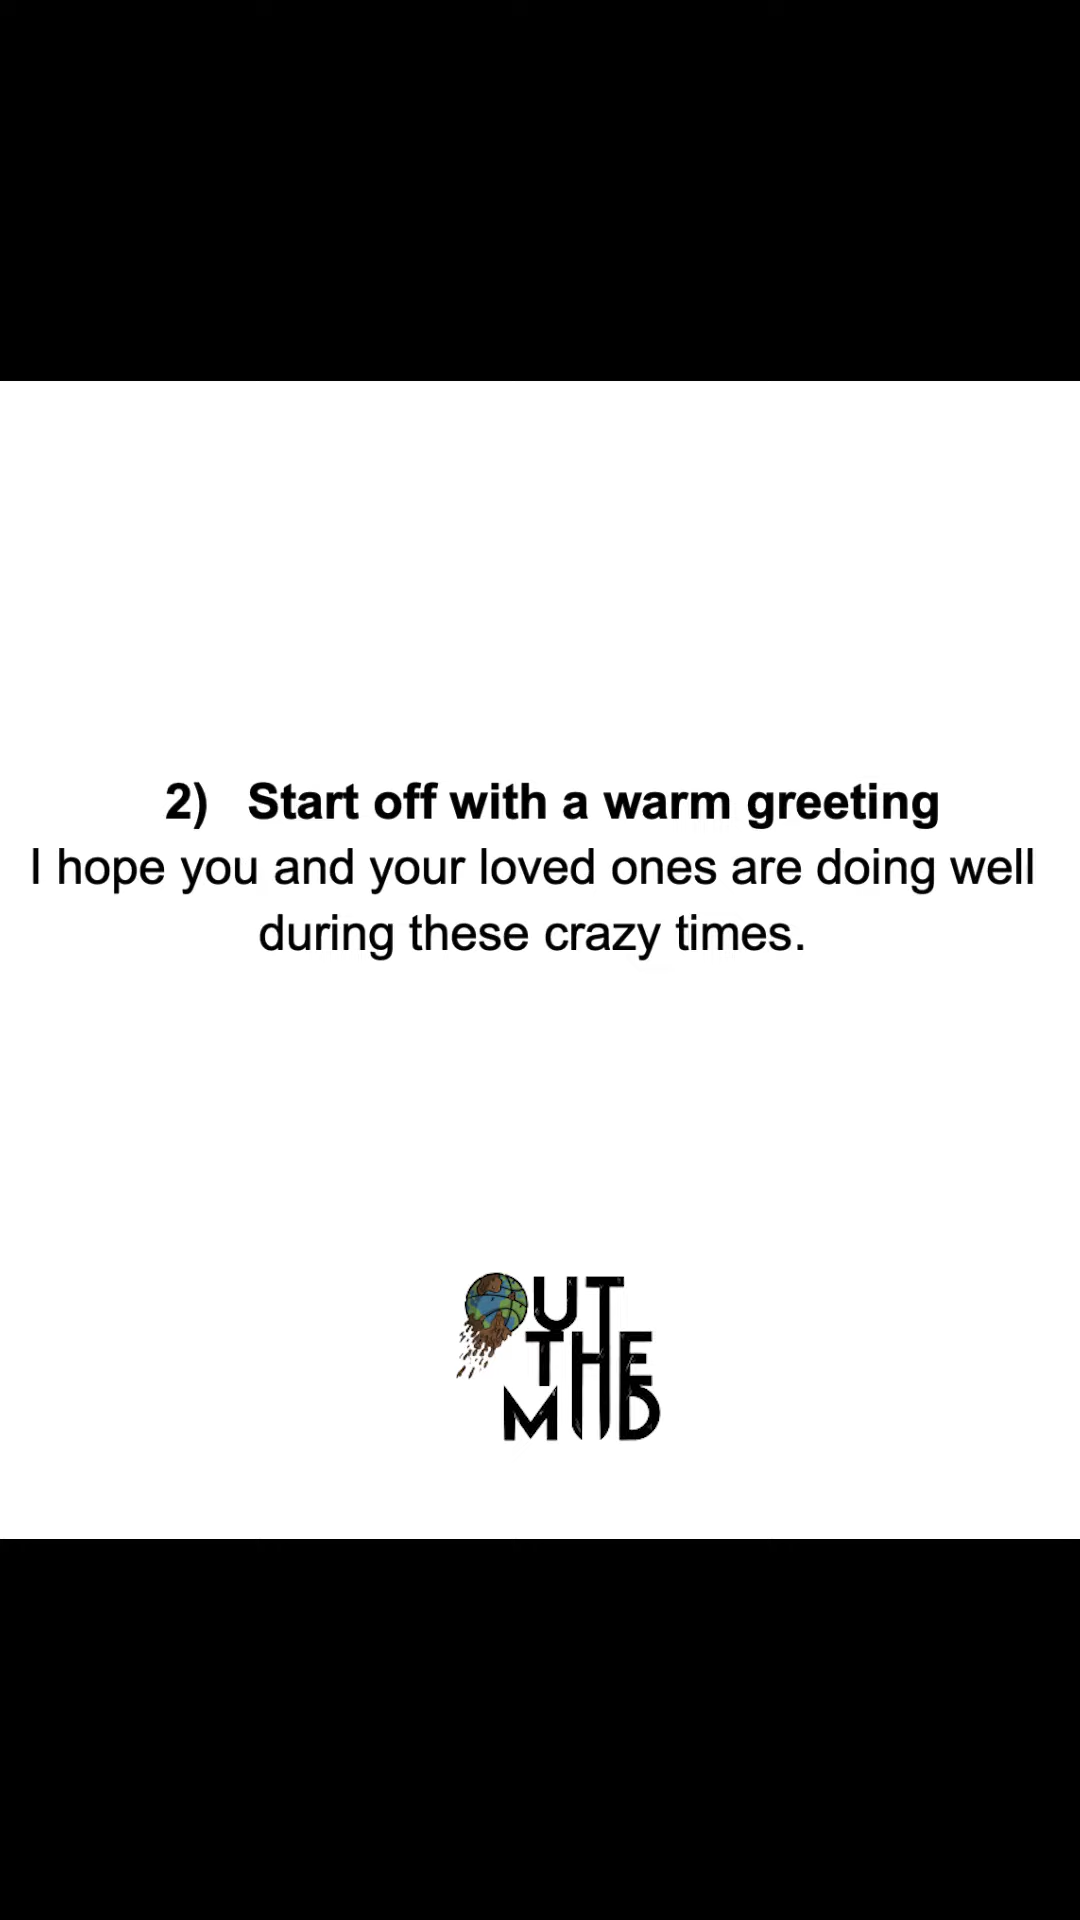 2) Start off with a warm greeting
I hope you and your loved ones are doing well
during these crazy times.
OUT
THE
MUD